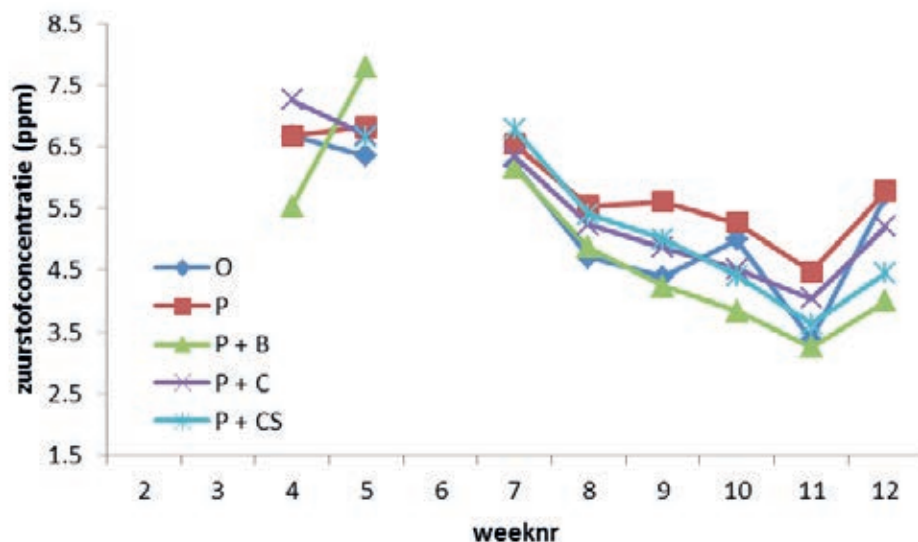 8.5
7.5
6.5
5.5
4.5
3.5
2.5
1.5
zuurstofconcentratie (ppm)
O
P
P + B
P + C
P + CS
2 3 4 5 6 7 8 9 10 11 12
weeknr